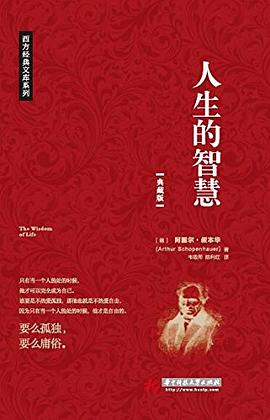 西方经典文库系列
人生的智慧
【典藏版】
[德] 阿图尔·叔本华
(Arthur Schopenhauer) 著
韦启昌 译
The Wisdom
of Life
只有当一个人独处的时候，
他才可以完全成为自己。
谁要是不热爱孤独，那他也就是不热爱自由，
因为只有当一个人独处的时候，他才是自由的。
要么孤独，
要么庸俗。
华中科技大学出版社
http://www.hustp.com